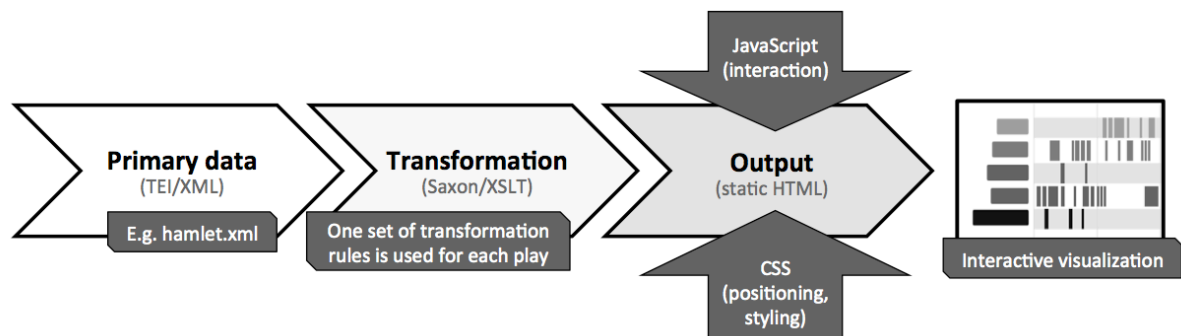 JavaScript
(interaction)
Primary data
(TEI/XML)
E.g. hamlet.xml
Transformation
(Saxon/XSLT)
One set of transformation
rules is used for each play
Output
(static HTML)
CSS
(positioning,
styling)
Interactive visualization